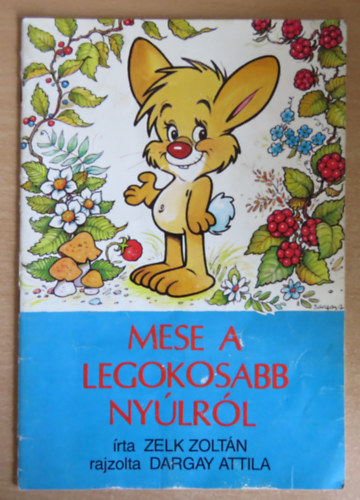 MESE A
LEGOKOSABB
NYÚLRÓL
írta ZELK ZOLTÁN
rajzolta DARGAY ATTILA